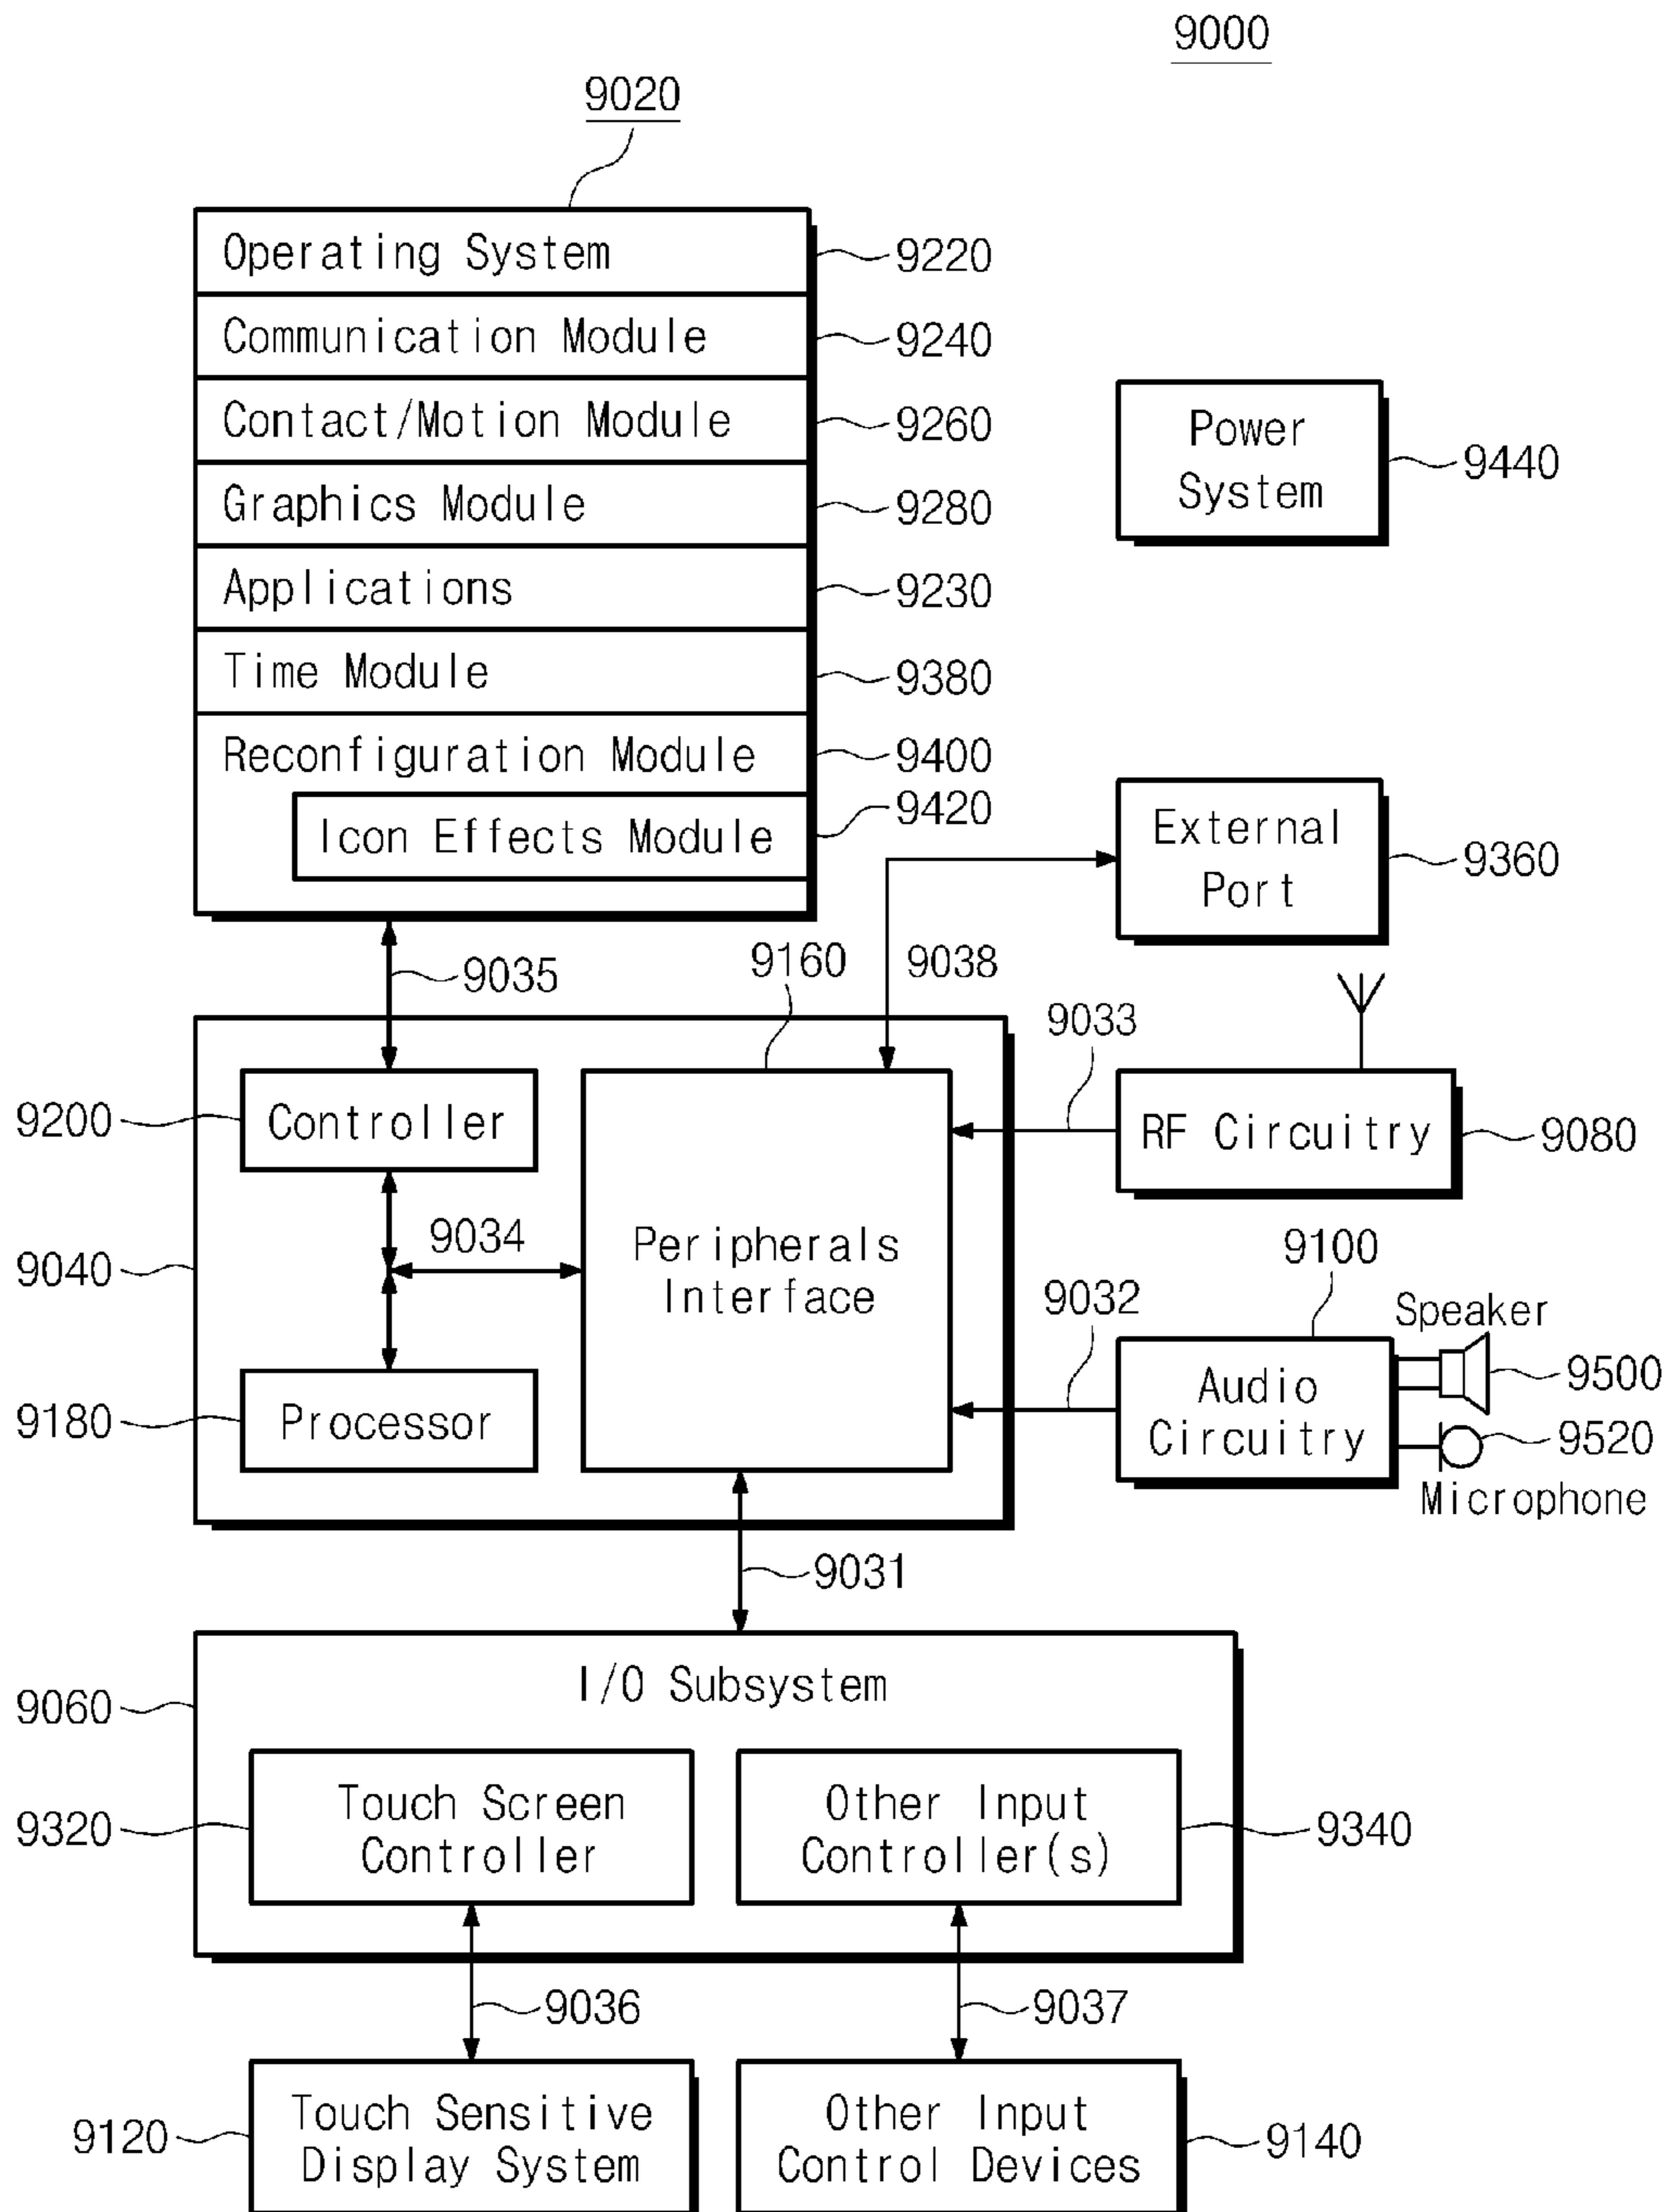 9000
9020
Operating System
9220
Communication Module
9240
Contact/Motion Module
9260
Graphics Module
9280
Applications
9230
Time Module
9380
Reconfiguration Module
9400
Icon Effects Module
9420
Power
System
9440
External
Port
9360
9035
9160
9038
9033
9200
Controller
RF Circuitry
9080
9040
9034
Peripherals
Interface
9032
9100
Speaker
9500
Audio
Circuitry
9520
Microphone
9180
Processor
9031
I/O Subsystem
9060
9320
Touch Screen
Controller
Other Input
Controller(s)
9340
9036
9037
9120
Touch Sensitive
Display System
Other Input
Control Devices
9140